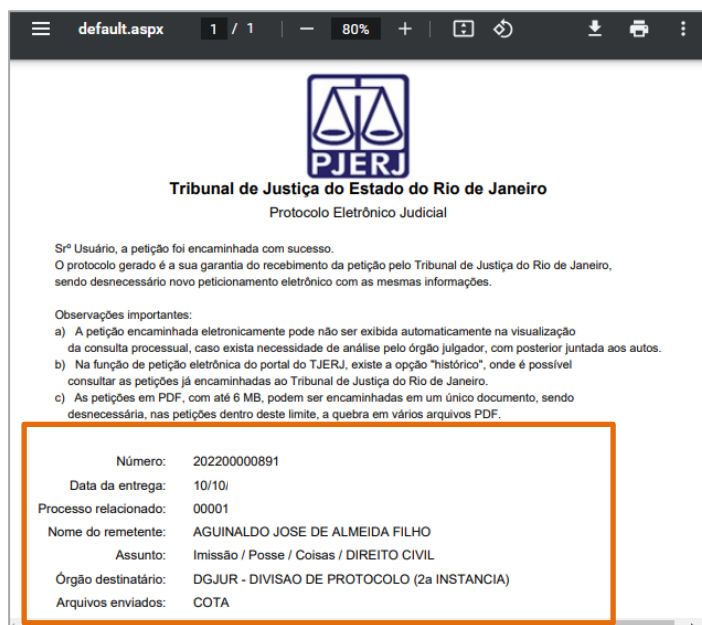 default.aspx 1 / 1 80%
PJERJ
Tribunal de Justiça do Estado do Rio de Janeiro
Protocolo Eletrônico Judicial
Srº Usuário, a petição foi encaminhada com sucesso.
O protocolo gerado é a sua garantia do recebimento da petição pelo Tribunal de Justiça do Rio de Janeiro,
sendo desnecessário novo peticionamento eletrônico com as mesmas informações.
Observações importantes:
a) A petição encaminhada eletronicamente pode não ser exibida automaticamente na visualização
da consulta processual, caso exista necessidade de análise pelo órgão julgador, com posterior juntada aos autos.
b) Na função de petição eletrônica do portal do TJERJ, existe a opção "histórico", onde é possível
consultar as petições já encaminhadas ao Tribunal de Justiça do Rio de Janeiro.
c) As petições em PDF, com até 6 MB, podem ser encaminhadas em um único documento, sendo
desnecessária, nas petições dentro deste limite, a quebra em vários arquivos PDF.
Número: 202200000891
Data da entrega: 10/10/
Processo relacionado: 00001
Nome do remetente: AGUINALDO JOSE DE ALMEIDA FILHO
Assunto: Imissão / Posse / Coisas / DIREITO CIVIL
Órgão destinatário: DGJUR - DIVISAO DE PROTOCOLO (2a INSTANCIA)
Arquivos enviados: COTA